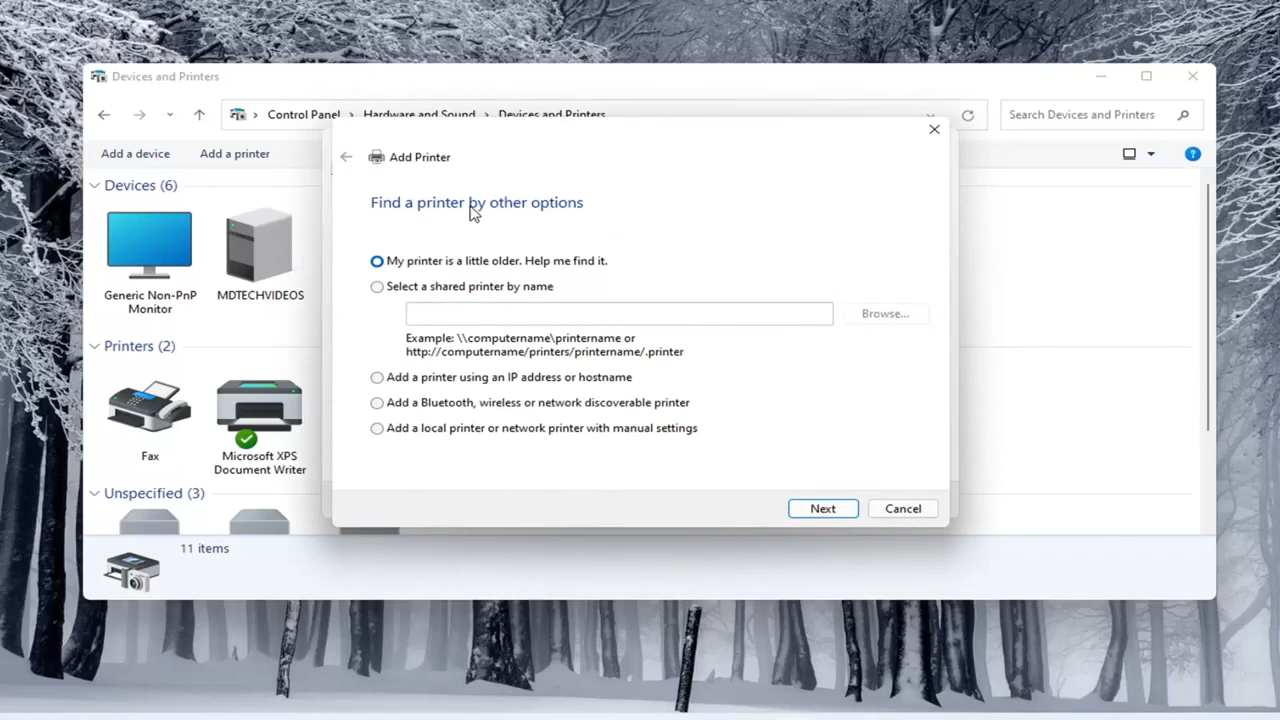 Devices and Printers
Control Panel > Hardware and Sound > Devices and Printers
Search Devices and Printers
Add a device
Add a printer
?
Add Printer
Find a printer by other options
My printer is a little older. Help me find it.
Select a shared printer by name
Browse...
Example: \\computername\printername or
http://computername/printers/printername/.printer
Add a printer using an IP address or hostname
Add a Bluetooth, wireless or network discoverable printer
Add a local printer or network printer with manual settings
Next
Cancel
Devices (6)
Generic Non-PnP
Monitor
MDTECHVIDEOS
Printers (2)
Fax
Microsoft XPS
Document Writer
Unspecified (3)
11 items